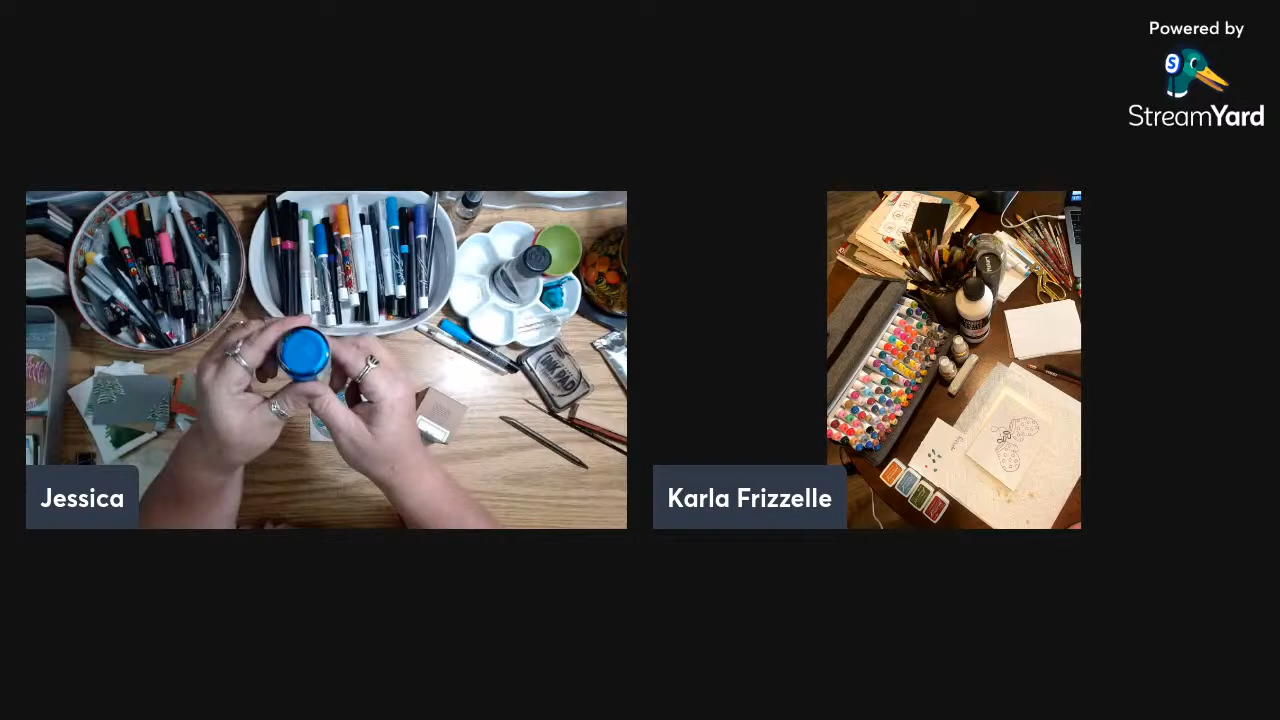 Powered by
S
StreamYard
INK PAD
Jessica
Karla Frizzelle